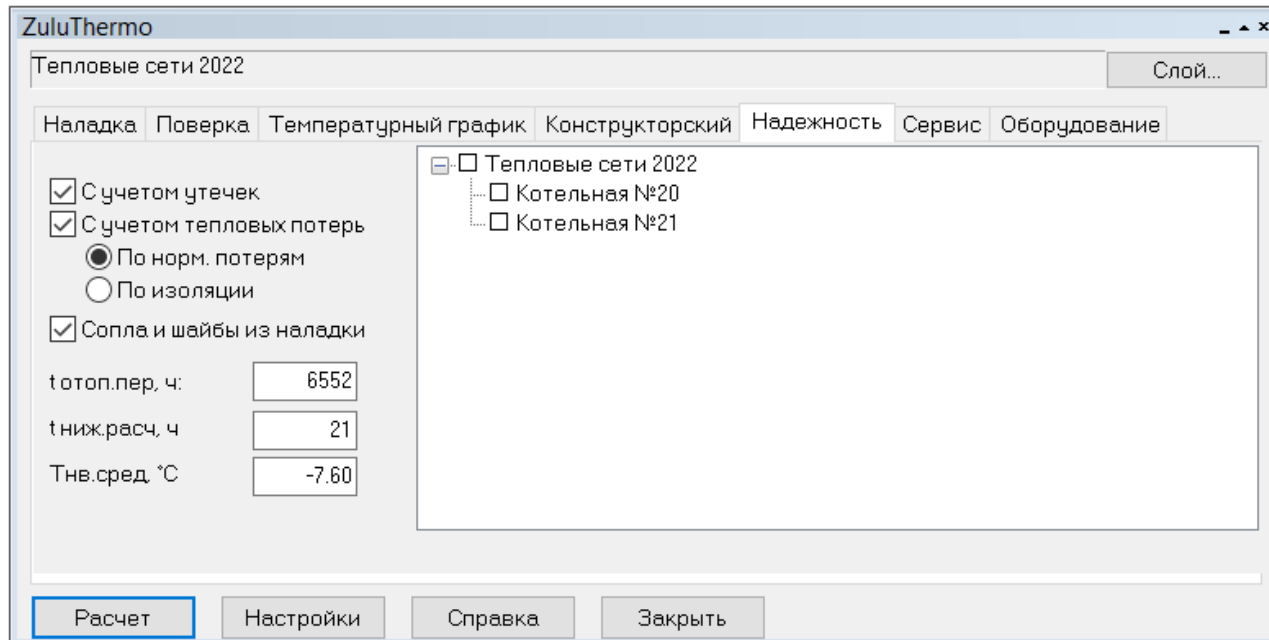 ZuluThermo
Тепловые сети 2022
Слой...
Наладка Поверка Температурный график Конструкторский Надежность Сервис Оборудование
С учетом утечек
С учетом тепловых потерь
По норм. потерям
По изоляции
Сопла и шайбы из наладки
t отоп.пер, ч: 6552
t ниж.расч, ч 21
Tнв.сред, °C -7.60
Тепловые сети 2022
Котельная №20
Котельная №21
Расчет Настройки Справка Закрыть